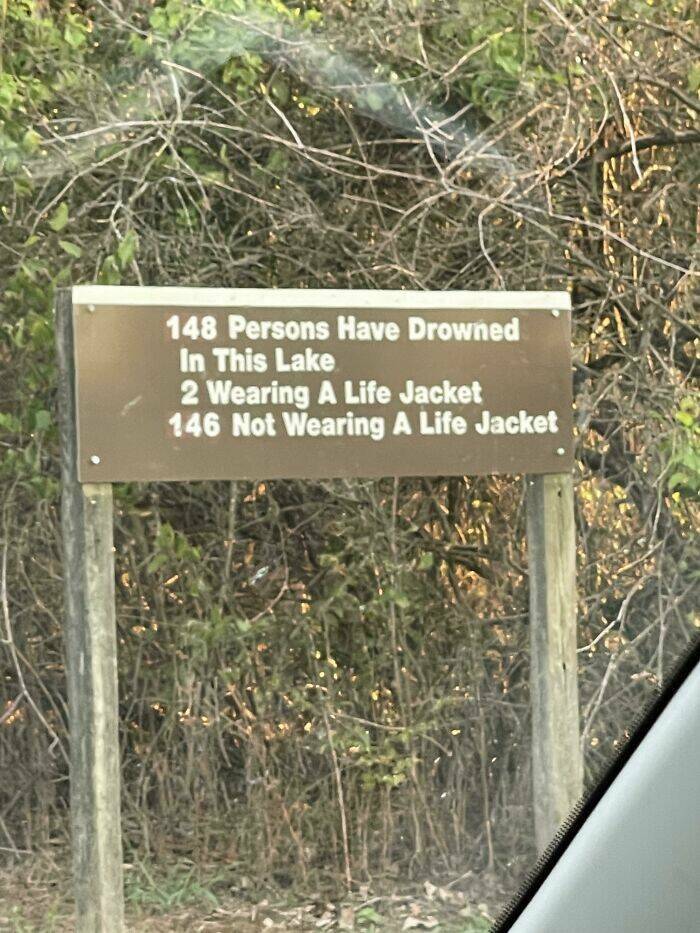 148 Persons Have Drowned
In This Lake
2 Wearing A Life Jacket
146 Not Wearing A Life Jacket